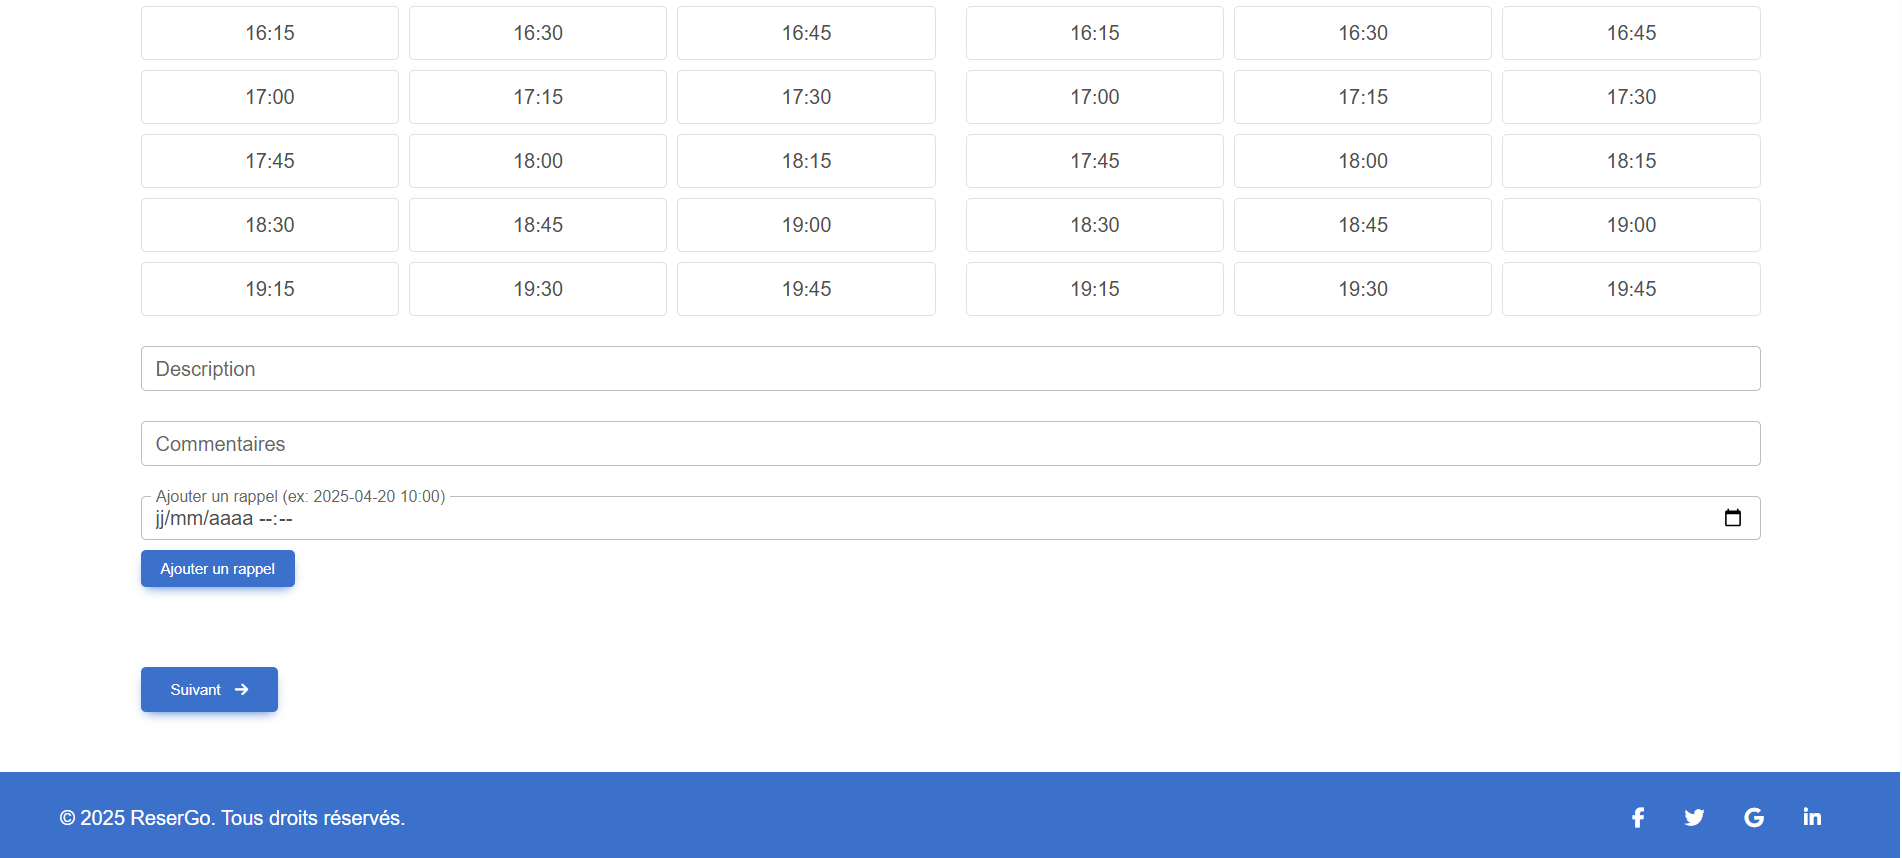 16:15 16:30 16:45 16:15 16:30 16:45
17:00 17:15 17:30 17:00 17:15 17:30
17:45 18:00 18:15 17:45 18:00 18:15
18:30 18:45 19:00 18:30 18:45 19:00
19:15 19:30 19:45 19:15 19:30 19:45
Description
Commentaires
Ajouter un rappel (ex: 2025-04-20 10:00)
jj/mm/aaaa --:--
Ajouter un rappel
Suivant
© 2025 ReserGo. Tous droits réservés.